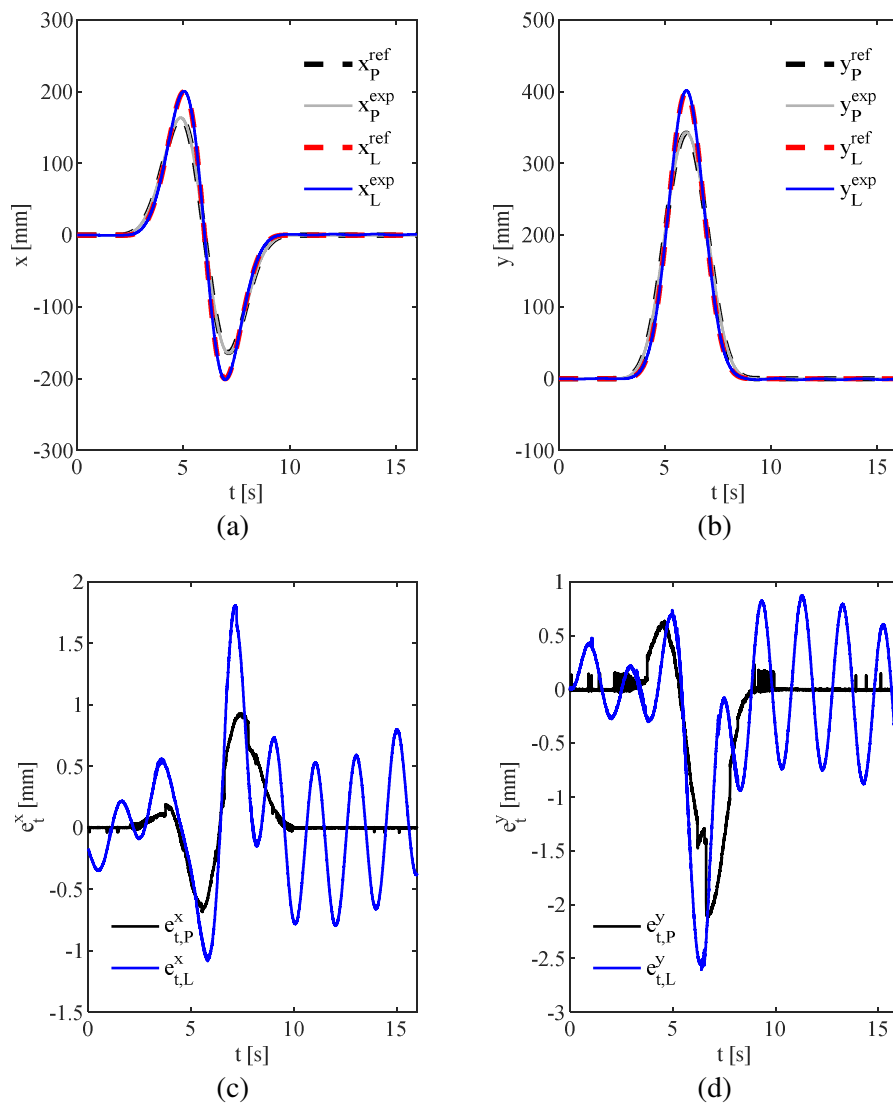 300
200
100
0
-100
-200
-300
x [mm]
0
5
10
15
t [s]
x_P^ref
x_P^exp
x_L^ref
x_L^exp
(a)
500
400
300
200
100
0
-100
y [mm]
0
5
10
15
t [s]
y_P^ref
y_P^exp
y_L^ref
y_L^exp
(b)
2
1.5
1
0.5
0
-0.5
-1
-1.5
e_t^x [mm]
0
5
10
15
t [s]
e_t,P^x
e_t,L^x
(c)
1
0.5
0
-0.5
-1
-1.5
-2
-2.5
-3
e_t^y [mm]
0
5
10
15
t [s]
e_t,P^y
e_t,L^y
(d)